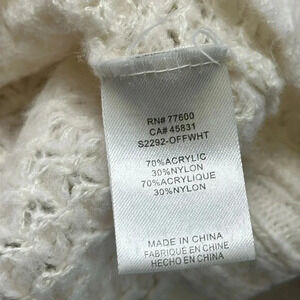 RN# 77600
CA# 45831
S2292-OFFWHT
70%ACRYLIC
30%NYLON
70%ACRYLIQUE
30%NYLON
MADE IN CHINA
FABRIQUÉ EN CHINE
HECHO EN CHINA